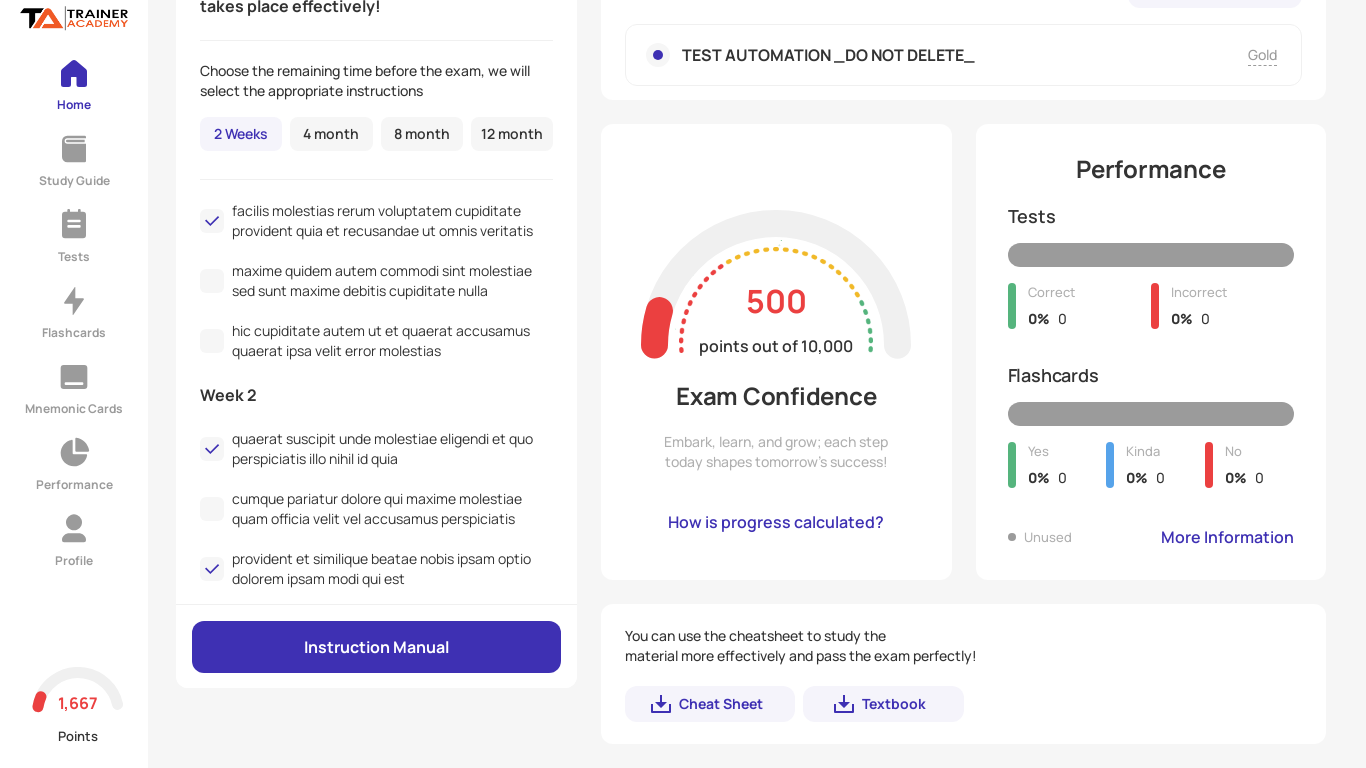 TRAINER
ACADEMY
Home
Study Guide
Tests
Flashcards
Mnemonic Cards
Performance
Profile
1,667
Points
takes place effectively!
Choose the remaining time before the exam, we will
select the appropriate instructions
2 Weeks
4 month
8 month
12 month
facilis molestias rerum voluptatem cupiditate
provident quia et recusandae ut omnis veritatis
maxime quidem autem commodi sint molestiae
sed sunt maxime debitis cupiditate nulla
hic cupiditate autem ut et quaerat accusamus
quaerat ipsa velit error molestias
Week 2
quaerat suscipit unde molestiae eligendi et quo
perspiciatis illo nihil id quia
cumque pariatur dolore qui maxime molestiae
quam officia velit vel accusamus perspiciatis
provident et similique beatae nobis ipsam optio
dolorem ipsam modi qui est
Instruction Manual
TEST AUTOMATION _DO NOT DELETE_
Gold
500
points out of 10,000
Exam Confidence
Embark, learn, and grow; each step
today shapes tomorrow's success!
How is progress calculated?
Performance
Tests
Correct
0% 0
Incorrect
0% 0
Flashcards
Yes
0% 0
Kinda
0% 0
No
0% 0
Unused
More Information
You can use the cheatsheet to study the
material more effectively and pass the exam perfectly!
Cheat Sheet
Textbook